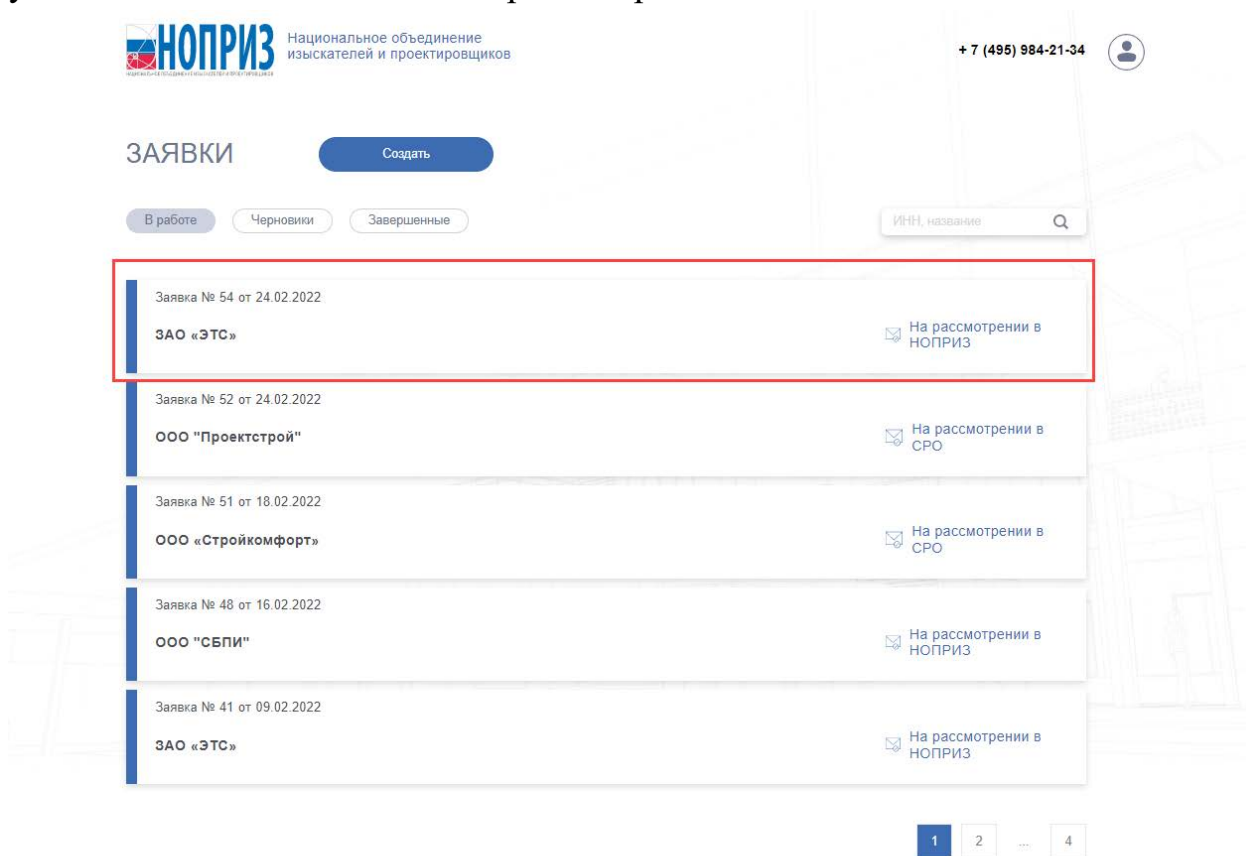 НОПРИЗ
Национальное объединение
изыскателей и проектировщиков
НАЦИОНАЛЬНОЕ ОБЪЕДИНЕНИЕ ИЗЫСКАТЕЛЕЙ И ПРОЕКТИРОВЩИКОВ
+ 7 (495) 984-21-34
ЗАЯВКИ
Создать
В работе
Черновики
Завершенные
ИНН, название
Заявка № 54 от 24.02.2022
ЗАО «ЭТС»
На рассмотрении в
НОПРИЗ
Заявка № 52 от 24.02.2022
ООО "Проектстрой"
На рассмотрении в
СРО
Заявка № 51 от 18.02.2022
ООО «Стройкомфорт»
На рассмотрении в
СРО
Заявка № 48 от 16.02.2022
ООО "СБПИ"
На рассмотрении в
НОПРИЗ
Заявка № 41 от 09.02.2022
ЗАО «ЭТС»
На рассмотрении в
НОПРИЗ
1 2 ... 4